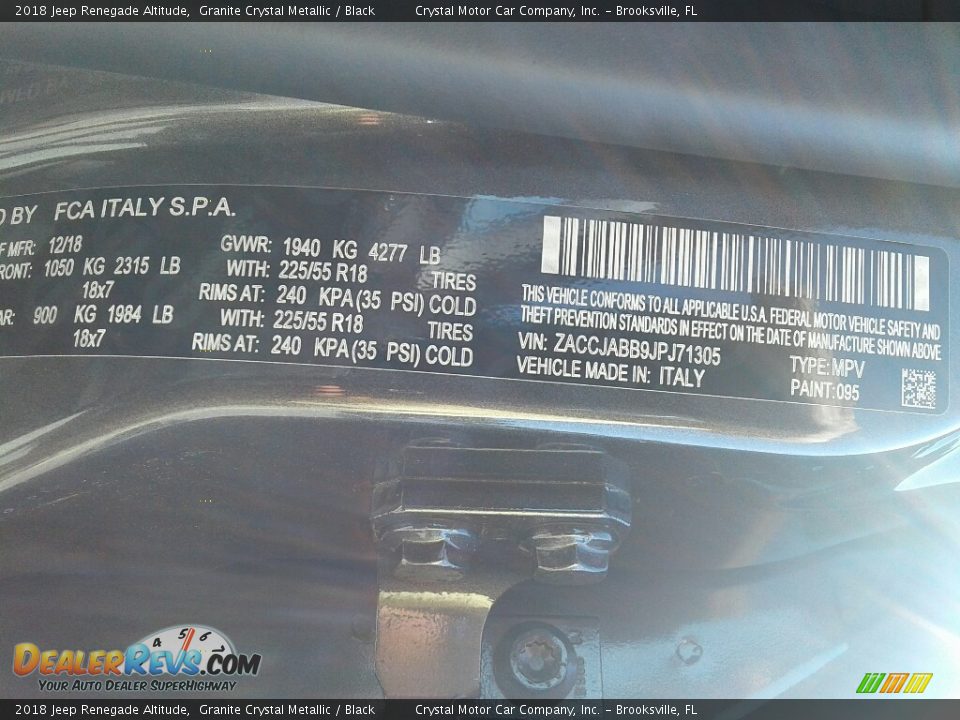 2018 Jeep Renegade Altitude, Granite Crystal Metallic / Black Crystal Motor Car Company, Inc. – Brooksville, FL
D BY FCA ITALY S.P.A.
F MFR: 12/18 GVWR: 1940 KG 4277 LB
RONT: 1050 KG 2315 LB WITH: 225/55 R18 TIRES
18x7 RIMS AT: 240 KPA(35 PSI) COLD
AR: 900 KG 1984 LB WITH: 225/55 R18 TIRES
18x7 RIMS AT: 240 KPA(35 PSI) COLD
THIS VEHICLE CONFORMS TO ALL APPLICABLE U.S.A. FEDERAL MOTOR VEHICLE SAFETY AND
THEFT PREVENTION STANDARDS IN EFFECT ON THE DATE OF MANUFACTURE SHOWN ABOVE
VIN: ZACCJABB9JPJ71305
TYPE: MPV
VEHICLE MADE IN: ITALY
PAINT: 095
4 5 6
DEALERREVS.COM
YOUR AUTO DEALER SUPERHIGHWAY
2018 Jeep Renegade Altitude, Granite Crystal Metallic / Black Crystal Motor Car Company, Inc. – Brooksville, FL